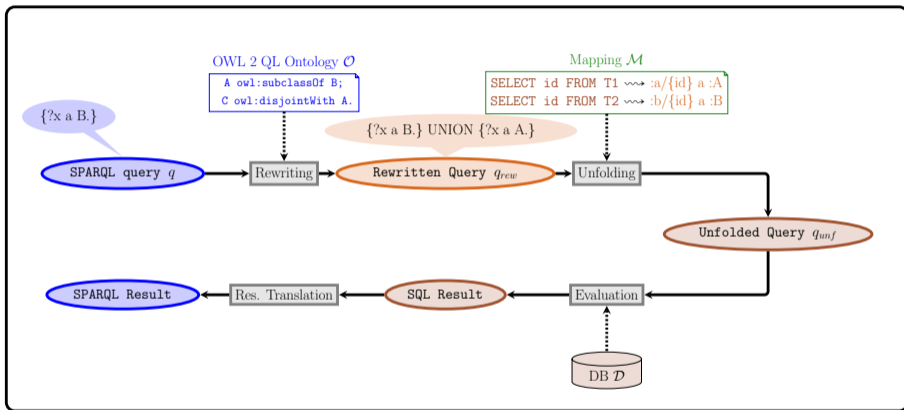 OWL 2 QL Ontology 𝒪
A owl:subclassOf B;
C owl:disjointWith A.
Mapping ℳ
SELECT id FROM T1 ⇝ :a/{id} a :A
SELECT id FROM T2 ⇝ :b/{id} a :B
{?x a B.}
{?x a B.} UNION {?x a A.}
SPARQL query q
Rewriting
Rewritten Query q_rew
Unfolding
Unfolded Query q_unf
SPARQL Result
Res. Translation
SQL Result
Evaluation
DB 𝒟